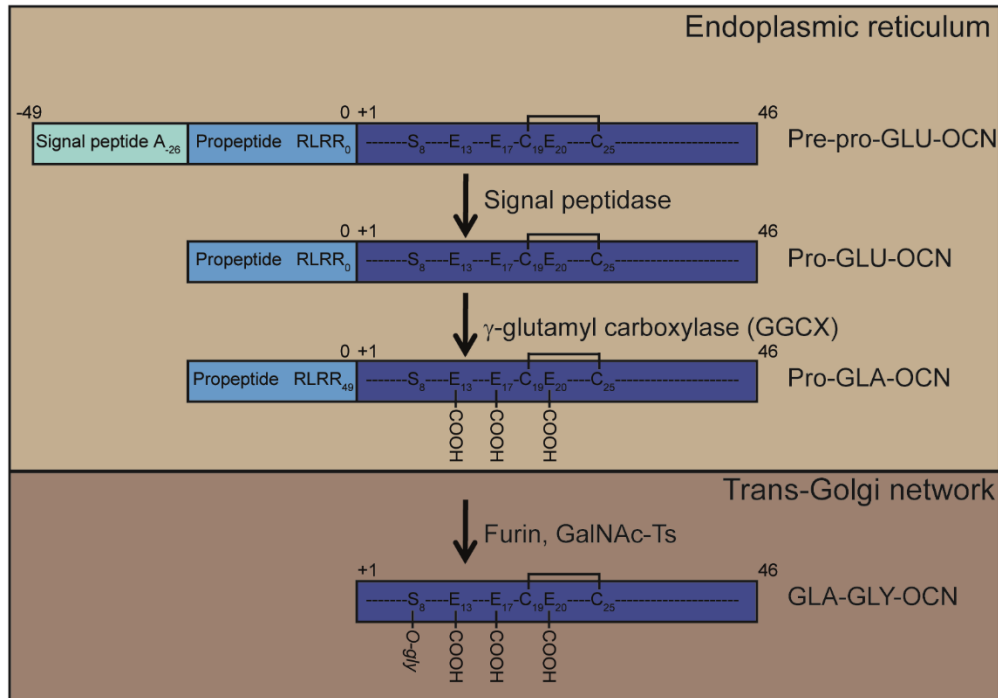 Endoplasmic reticulum
-49 0 +1 46
Signal peptide A-26 Propeptide RLRR0 ------S8----E13----E17-C19E20----C25------------------- Pre-pro-GLU-OCN
Signal peptidase
0 +1 46
Propeptide RLRR0 ------S8----E13----E17-C19E20----C25------------------- Pro-GLU-OCN
γ-glutamyl carboxylase (GGCX)
0 +1 46
Propeptide RLRR49 ------S8----E13----E17-C19E20----C25------------------- Pro-GLA-OCN
COOH COOH COOH
Trans-Golgi network
Furin, GalNAc-Ts
+1 46
------S8----E13----E17-C19E20----C25------------------- GLA-GLY-OCN
O-gly COOH COOH COOH